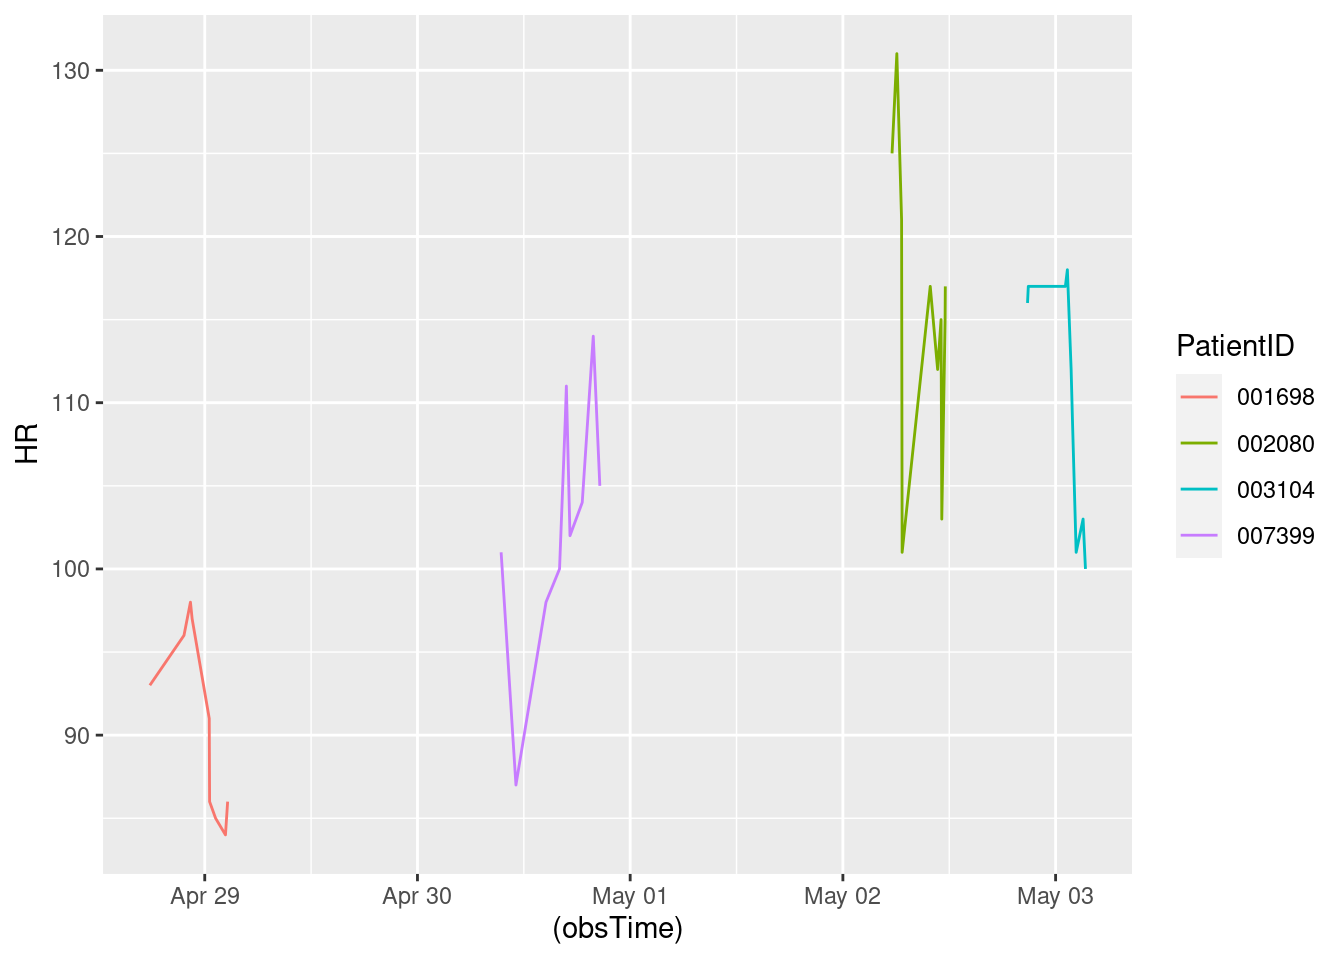 130
120
110
100
90
HR
Apr 29
Apr 30
May 01
May 02
May 03
(obsTime)
PatientID
001698
002080
003104
007399